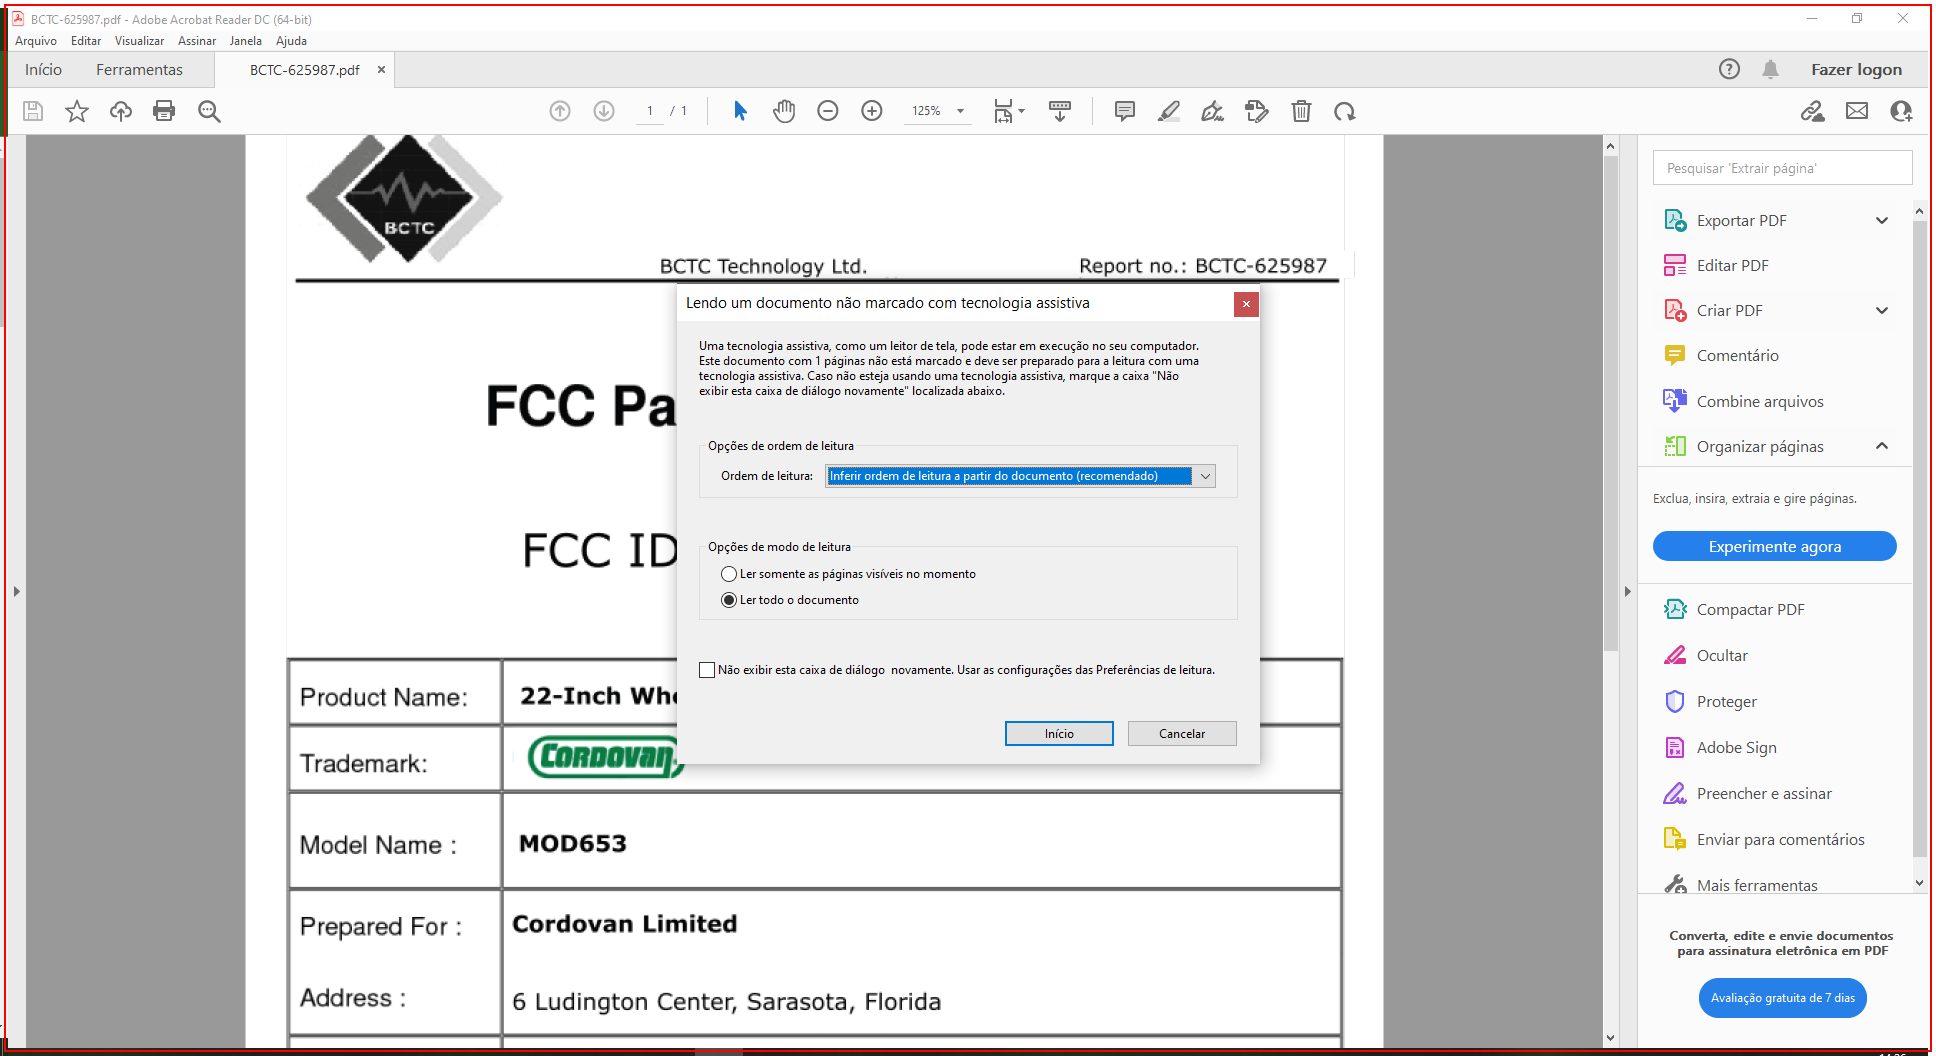 BCTC-625987.pdf - Adobe Acrobat Reader DC (64-bit)
Arquivo Editar Visualizar Assinar Janela Ajuda
Início Ferramentas BCTC-625987.pdf × Fazer logon
1 / 1 125%
BCTC
BCTC Technology Ltd. Report no.: BCTC-625987
FCC Pa
FCC ID
Product Name: 22-Inch Whe
Trademark: CORDOVAN
Model Name : MOD653
Prepared For : Cordovan Limited
Address : 6 Ludington Center, Sarasota, Florida
Lendo um documento não marcado com tecnologia assistiva
Uma tecnologia assistiva, como um leitor de tela, pode estar em execução no seu computador.
Este documento com 1 páginas não está marcado e deve ser preparado para a leitura com uma
tecnologia assistiva. Caso não esteja usando uma tecnologia assistiva, marque a caixa "Não
exibir esta caixa de diálogo novamente" localizada abaixo.
Opções de ordem de leitura
Ordem de leitura: Inferir ordem de leitura a partir do documento (recomendado)
Opções de modo de leitura
Ler somente as páginas visíveis no momento
Ler todo o documento
Não exibir esta caixa de diálogo novamente. Usar as configurações das Preferências de leitura.
Início Cancelar
Pesquisar 'Extrair página'
Exportar PDF
Editar PDF
Criar PDF
Comentário
Combine arquivos
Organizar páginas
Exclua, insira, extraia e gire páginas.
Experimente agora
Compactar PDF
Ocultar
Proteger
Adobe Sign
Preencher e assinar
Enviar para comentários
Mais ferramentas
Converta, edite e envie documentos
para assinatura eletrônica em PDF
Avaliação gratuita de 7 dias